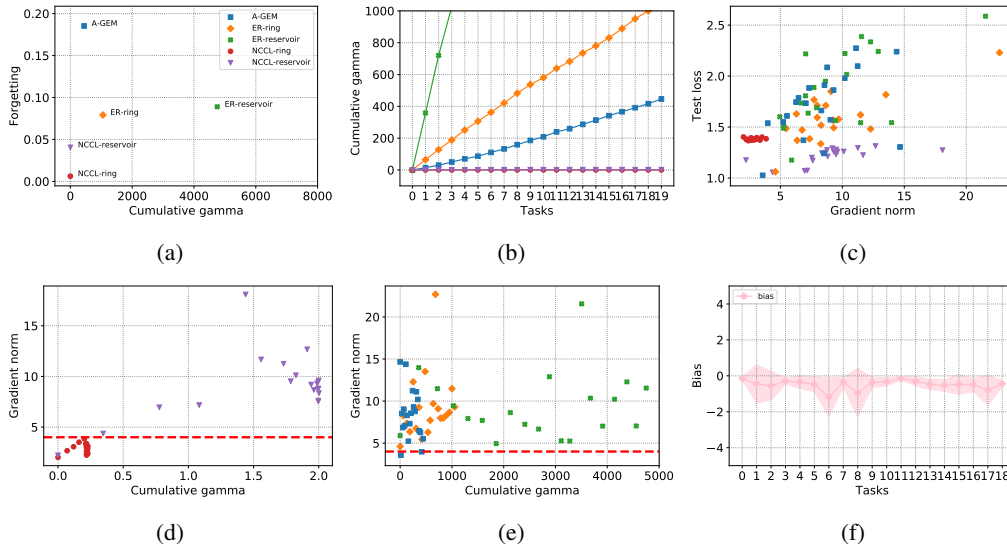 Forgetting
0.20
0.15
0.10
0.05
0.00
A-GEM
ER-ring
ER-reservoir
NCCL-reservoir
NCCL-ring
A-GEM
ER-ring
ER-reservoir
NCCL-ring
NCCL-reservoir
0 2000 4000 6000 8000
Cumulative gamma
(a)
Cumulative gamma
1000
800
600
400
200
0
0 1 2 3 4 5 6 7 8 9 10 11 12 13 14 15 16 17 18 19
Tasks
(b)
Test loss
2.5
2.0
1.5
1.0
5 10 15 20
Gradient norm
(c)
Gradient norm
15
10
5
0.0 0.5 1.0 1.5 2.0
Cumulative gamma
(d)
Gradient norm
20
15
10
5
0 1000 2000 3000 4000 5000
Cumulative gamma
(e)
Bias
4
2
0
−2
−4
bias
0 1 2 3 4 5 6 7 8 9 10 11 12 13 14 15 16 17 18
Tasks
(f)